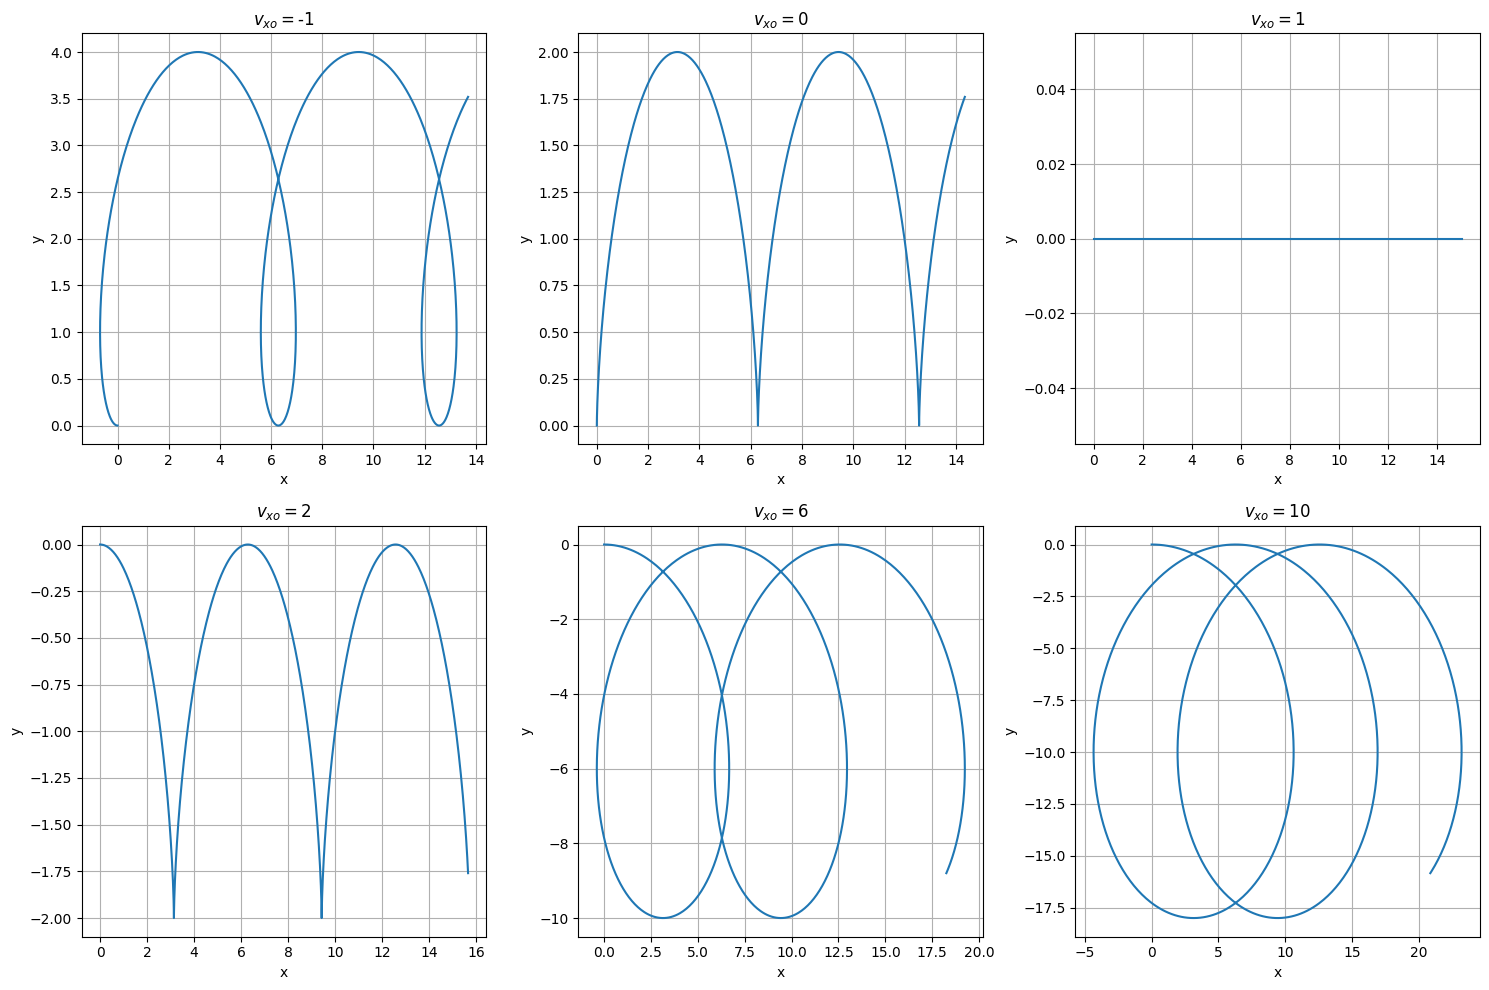 v_xo = -1
4.0
3.5
3.0
2.5
2.0
1.5
1.0
0.5
0.0
0 2 4 6 8 10 12 14
x
y
v_xo = 0
2.00
1.75
1.50
1.25
1.00
0.75
0.50
0.25
0.00
0 2 4 6 8 10 12 14
x
y
v_xo = 1
0.04
0.02
0.00
−0.02
−0.04
0 2 4 6 8 10 12 14
x
y
v_xo = 2
0.00
−0.25
−0.50
−0.75
−1.00
−1.25
−1.50
−1.75
−2.00
0 2 4 6 8 10 12 14 16
x
y
v_xo = 6
0
−2
−4
−6
−8
−10
0.0 2.5 5.0 7.5 10.0 12.5 15.0 17.5 20.0
x
y
v_xo = 10
0.0
−2.5
−5.0
−7.5
−10.0
−12.5
−15.0
−17.5
−5 0 5 10 15 20
x
y